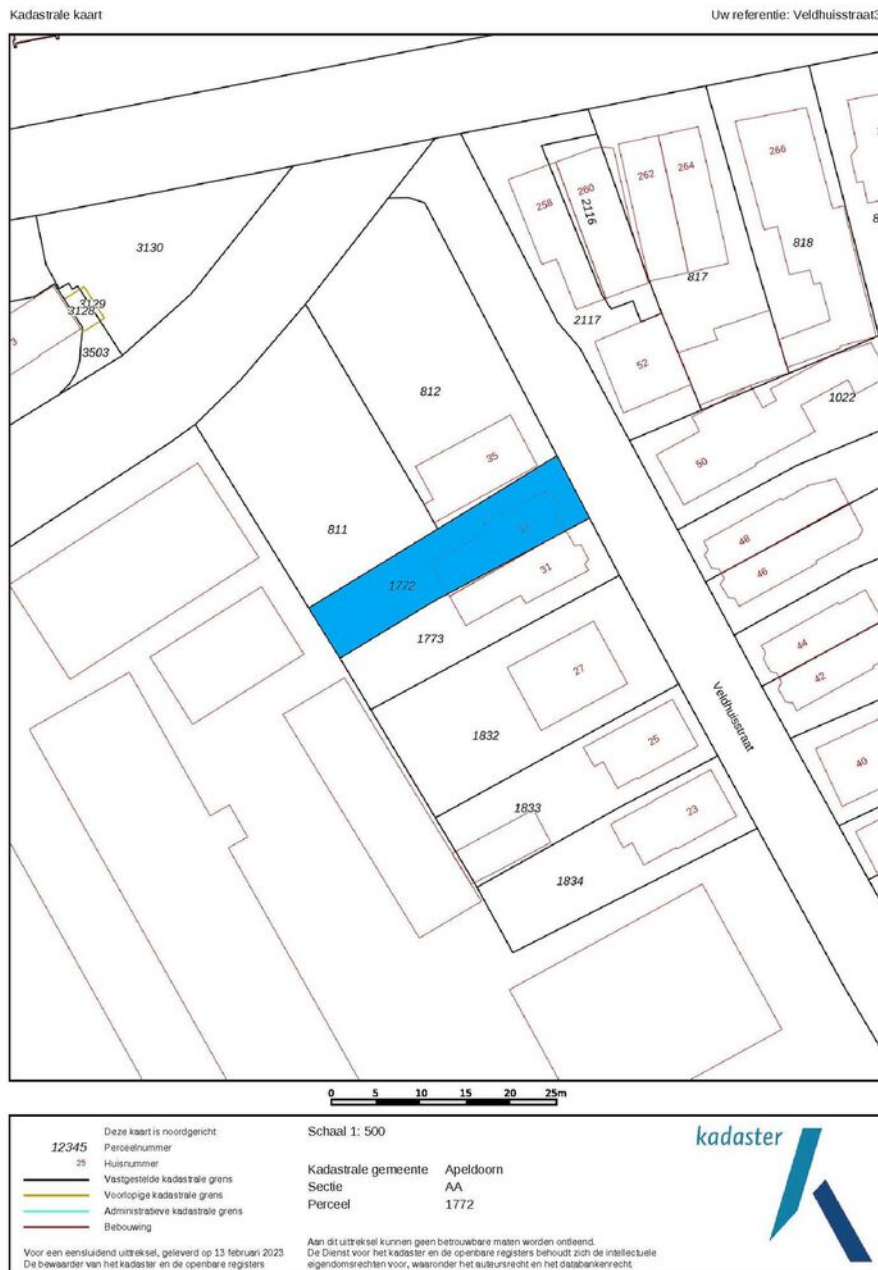 Kadastrale kaart
Uw referentie: Veldhuisstraat3
3130
3129
3128
3503
3
812
35
811
1772
31
1773
27
1832
25
1833
23
1834
258
260
2116
262
264
817
266
818
8
2117
52
1022
50
48
46
44
42
40
Veldhuisstraat
0 5 10 15 20 25m
Deze kaart is noordgericht
12345 Perceelnummer
25 Huisnummer
Vastgestelde kadastrale grens
Voorlopige kadastrale grens
Administratieve kadastrale grens
Bebouwing
Voor een eensluidend uittreksel, geleverd op 13 februari 2023
De bewaarder van het kadaster en de openbare registers
Schaal 1: 500
Kadastrale gemeente Apeldoorn
Sectie AA
Perceel 1772
Aan dit uittreksel kunnen geen betrouwbare maten worden ontleend.
De Dienst voor het kadaster en de openbare registers behoudt zich de intellectuele
eigendomsrechten voor, waaronder het auteursrecht en het databankenrecht.
kadaster